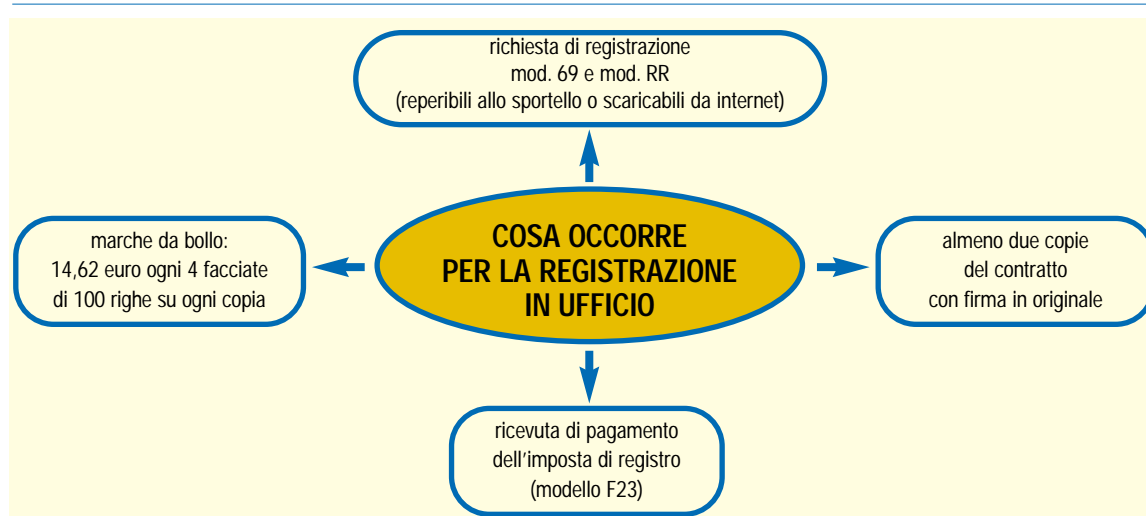 richiesta di registrazione
mod. 69 e mod. RR
(reperibili allo sportello o scaricabili da internet)
marche da bollo:
14,62 euro ogni 4 facciate
di 100 righe su ogni copia
COSA OCCORRE
PER LA REGISTRAZIONE
IN UFFICIO
almeno due copie
del contratto
con firma in originale
ricevuta di pagamento
dell'imposta di registro
(modello F23)